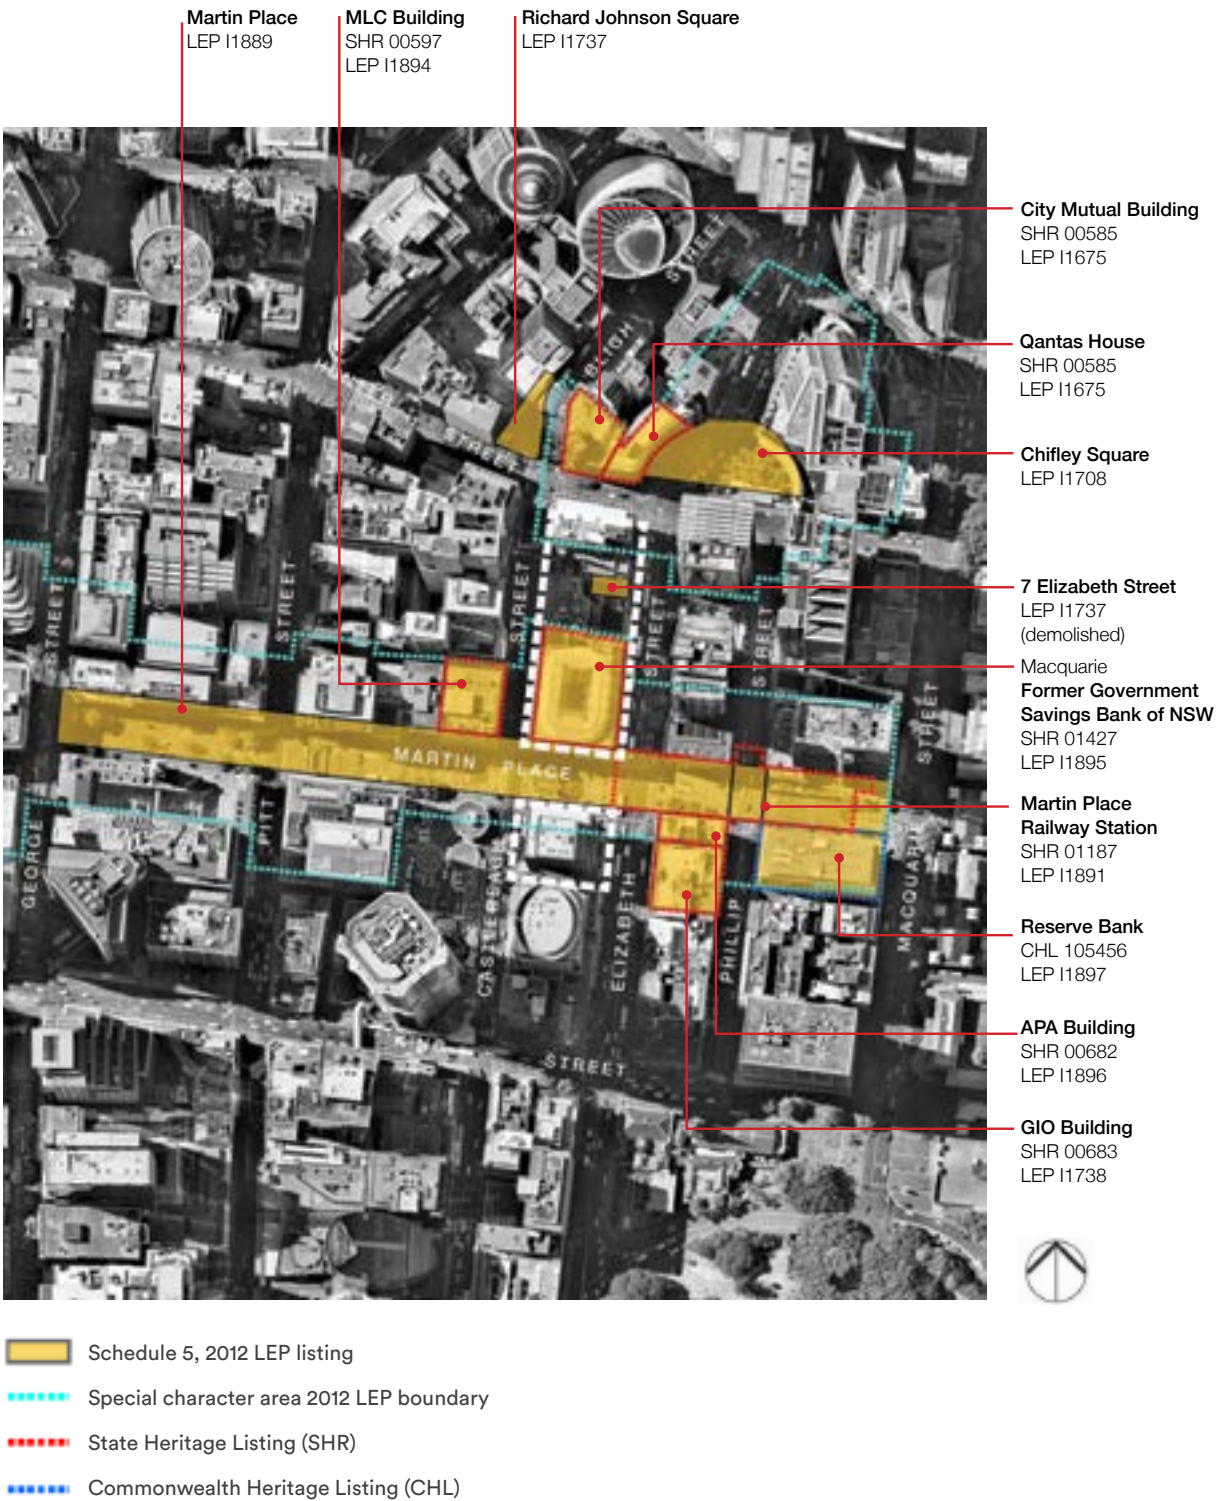 Martin Place
LEP I1889
MLC Building
SHR 00597
LEP I1894
Richard Johnson Square
LEP I1737
City Mutual Building
SHR 00585
LEP I1675
Qantas House
SHR 00585
LEP I1675
Chifley Square
LEP I1708
7 Elizabeth Street
LEP I1737
(demolished)
Macquarie
Former Government
Savings Bank of NSW
SHR 01427
LEP I1895
Martin Place
Railway Station
SHR 01187
LEP I1891
Reserve Bank
CHL 105456
LEP I1897
APA Building
SHR 00682
LEP I1896
GIO Building
SHR 00683
LEP I1738
STREET
BLIGH
STREET
STREET
STREET
STREET
STREET
STREET
STREET
MARTIN PLACE
GEORGE
PITT
CASTLEREAGH
ELIZABETH
PHILLIP
MACQUARIE
STREET
Schedule 5, 2012 LEP listing
Special character area 2012 LEP boundary
State Heritage Listing (SHR)
Commonwealth Heritage Listing (CHL)